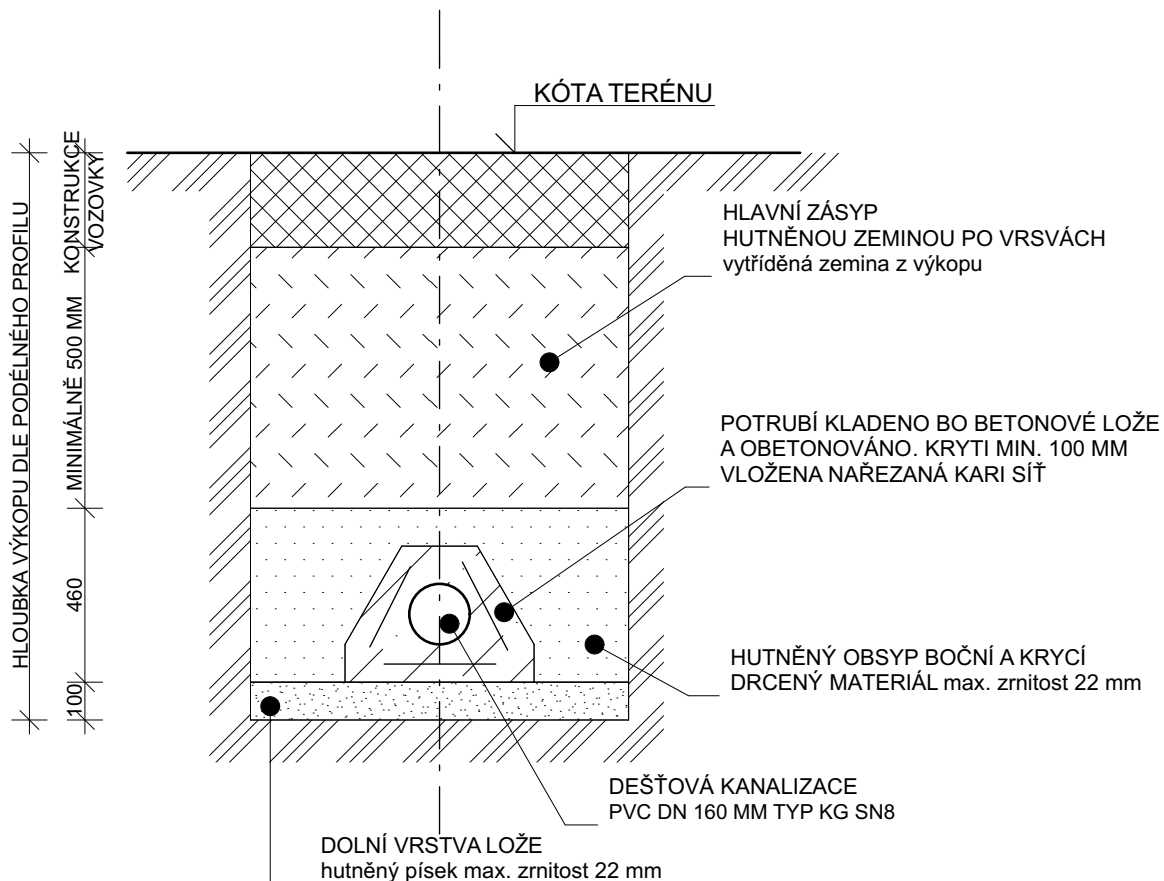 KÓTA TERÉNU
HLAVNÍ ZÁSYP
HUTNĚNOU ZEMINOU PO VRSVÁCH
vytříděná zemina z výkopu
POTRUBÍ KLADENO BO BETONOVÉ LOŽE
A OBETONOVÁNO. KRYTI MIN. 100 MM
VLOŽENA NAŘEZANÁ KARI SÍŤ
HUTNĚNÝ OBSYP BOČNÍ A KRYCÍ
DRCENÝ MATERIÁL max. zrnitost 22 mm
DEŠŤOVÁ KANALIZACE
PVC DN 160 MM TYP KG SN8
DOLNÍ VRSTVA LOŽE
hutněný písek max. zrnitost 22 mm
HLOUBKA VÝKOPU DLE PODÉLNÉHO PROFILU
KONSTRUKCE
VOZOVKY
MINIMÁLNĚ 500 MM
460
100